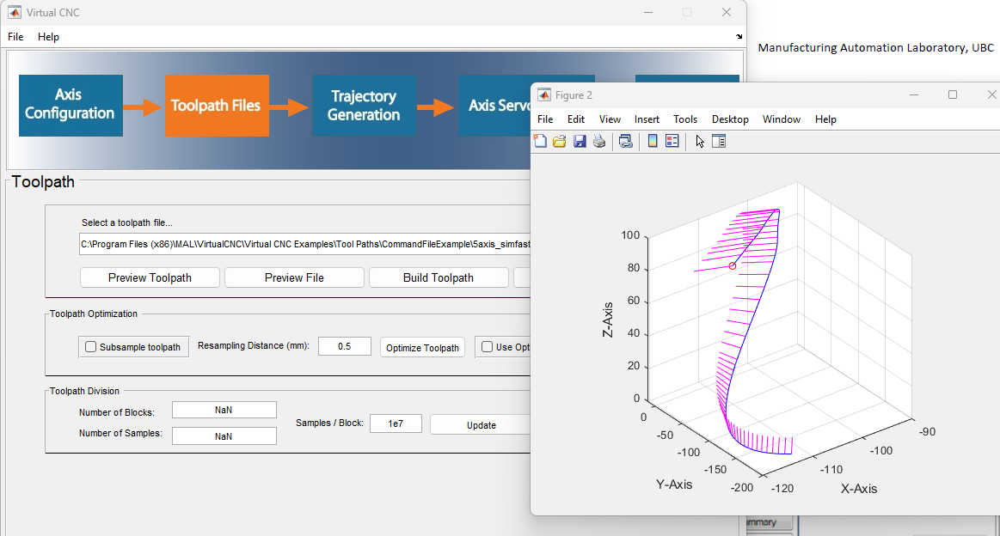 Virtual CNC
File Help
Manufacturing Automation Laboratory, UBC
Axis
Configuration
Toolpath Files
Trajectory
Generation
Axis Servo
Toolpath
Select a toolpath file...
C:\Program Files (x86)\MAL\VirtualCNC\Virtual CNC Examples\Tool Paths\CommandFileExample\5axis_simfast
Preview Toolpath Preview File Build Toolpath
Toolpath Optimization
Subsample toolpath Resampling Distance (mm): 0.5 Optimize Toolpath Use Opt
Toolpath Division
Number of Blocks: NaN
Number of Samples: NaN
Samples / Block: 1e7 Update
Figure 2
File Edit View Insert Tools Desktop Window Help
100
80
60
40
20
0
Z-Axis
0
-50
-100
-150
-200
Y-Axis
-120
-110
-100
-90
X-Axis
ummary